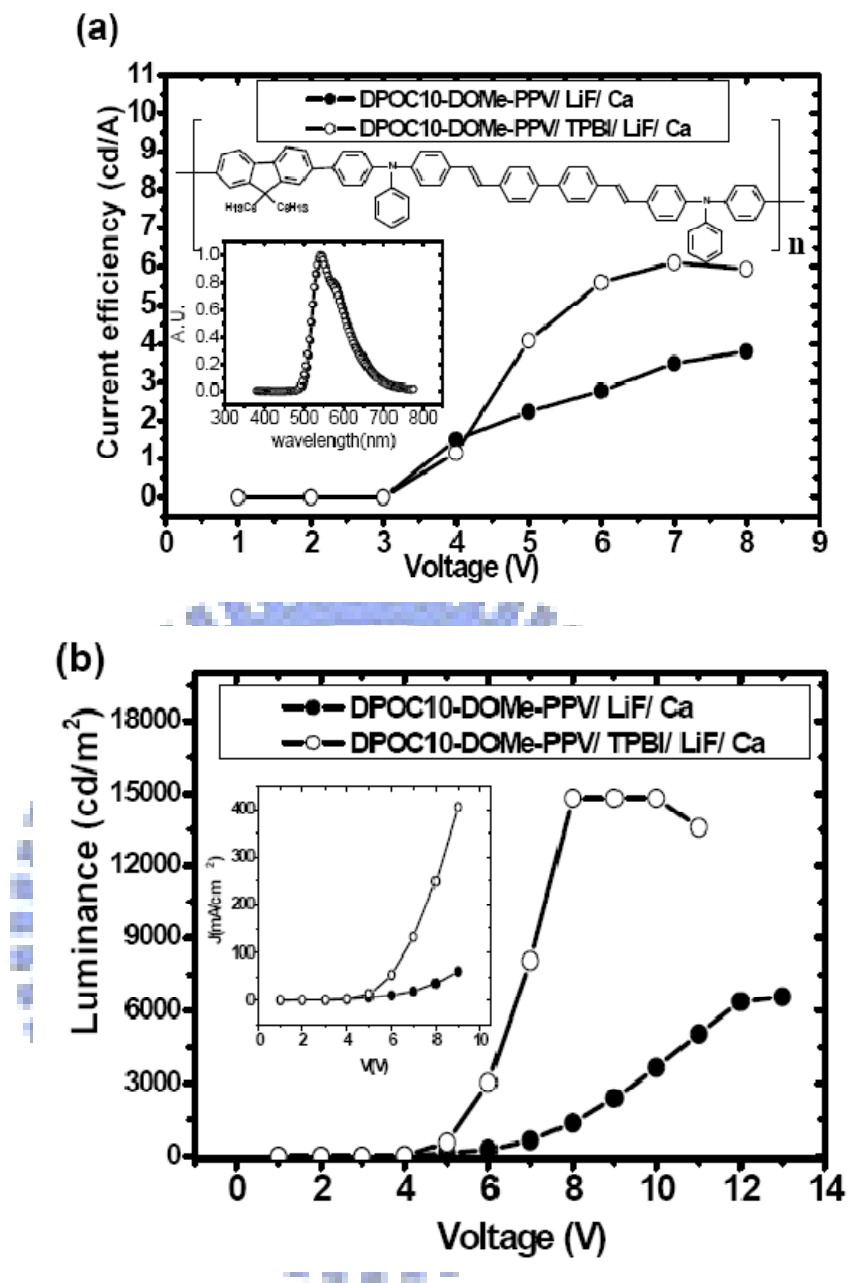 (a)
DPOC10-DOMe-PPV/ LiF/ Ca
DPOC10-DOMe-PPV/ TPBI/ LiF/ Ca
Current efficiency (cd/A)
11
10
9
8
7
6
5
4
3
2
1
0
N
N
H13C6
C6H13
n
A.U.
1.0
0.8
0.6
0.4
0.2
0.0
300 400 500 600 700 800
wavelength(nm)
0 1 2 3 4 5 6 7 8 9
Voltage (V)
(b)
DPOC10-DOMe-PPV/ LiF/ Ca
DPOC10-DOMe-PPV/ TPBI/ LiF/ Ca
Luminance (cd/m²)
18000
15000
12000
9000
6000
3000
0
J(mA/cm²)
400
300
200
100
0
0 2 4 6 8 10
V(V)
0 2 4 6 8 10 12 14
Voltage (V)